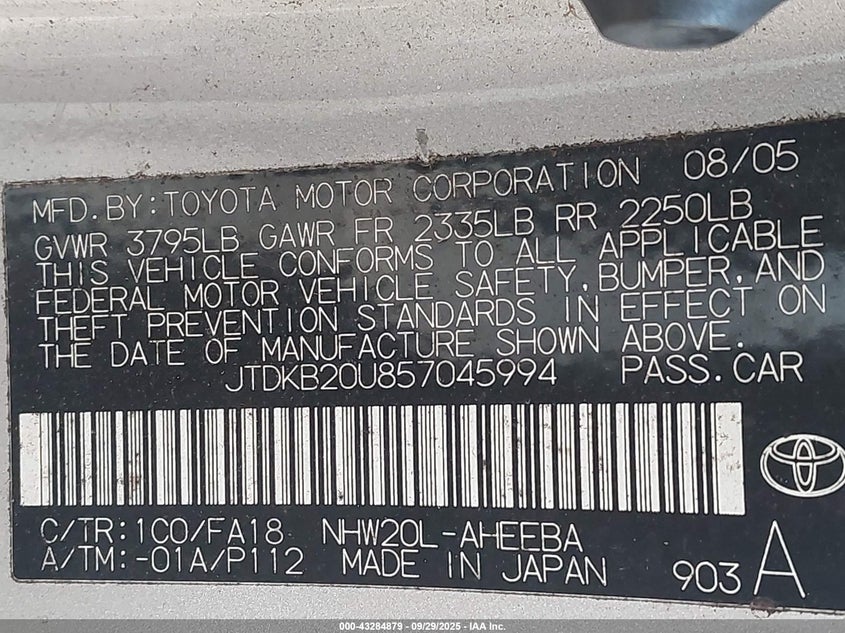 MFD. BY: TOYOTA MOTOR CORPORATION 08/05
GVWR 3795LB GAWR FR 2335LB RR 2250LB
THIS VEHICLE CONFORMS TO ALL APPLICABLE
FEDERAL MOTOR VEHICLE SAFETY, BUMPER, AND
THEFT PREVENTION STANDARDS IN EFFECT ON
THE DATE OF MANUFACTURE SHOWN ABOVE.
JTDKB20U857045994 PASS. CAR
C/TR: 1C0/FA18 NHW20L-AHEEBA
A/TM: -01A/P112 MADE IN JAPAN 903 A
000-43284879 - 09/29/2025 - IAA Inc.